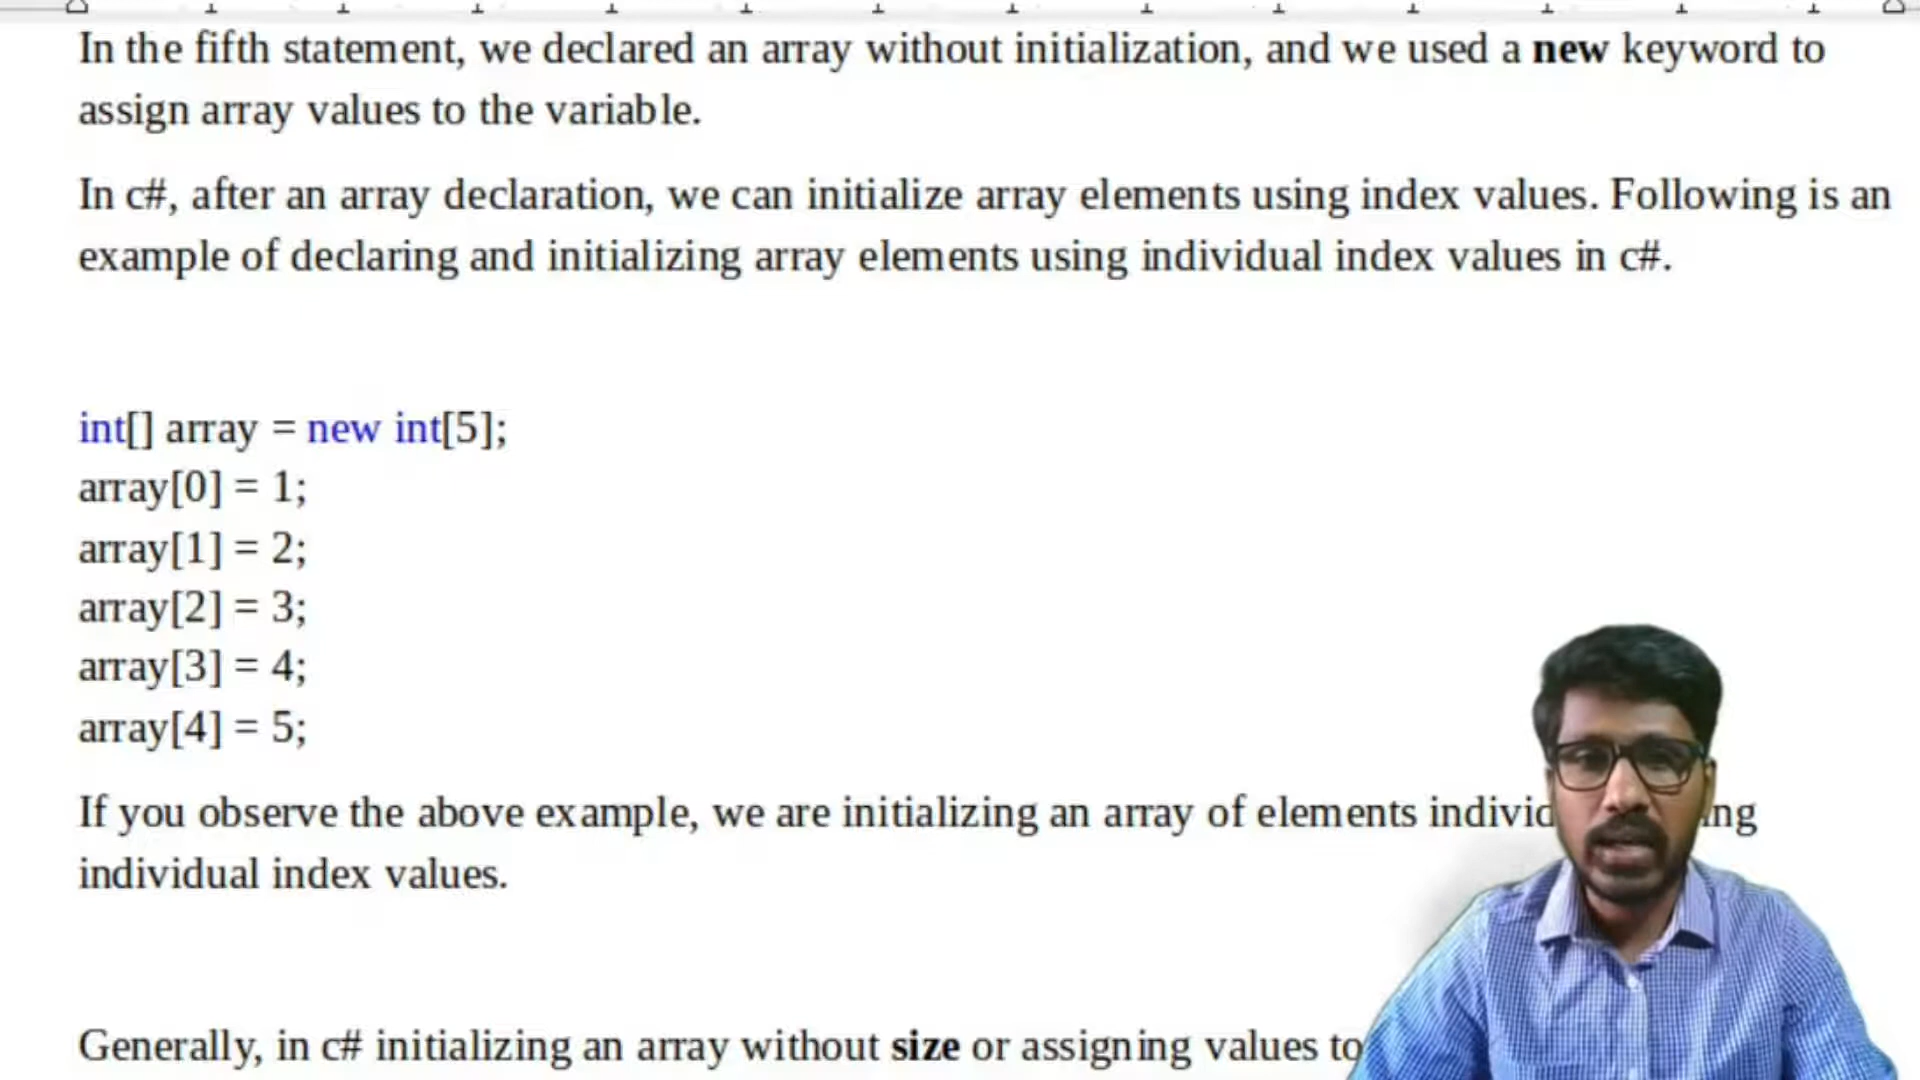 In the fifth statement, we declared an array without initialization, and we used a new keyword to
assign array values to the variable.
In c#, after an array declaration, we can initialize array elements using index values. Following is an
example of declaring and initializing array elements using individual index values in c#.
int[] array = new int[5];
array[0] = 1;
array[1] = 2;
array[2] = 3;
array[3] = 4;
array[4] = 5;
If you observe the above example, we are initializing an array of elements
individual index values.
Generally, in c# initializing an array without size or assigning values to